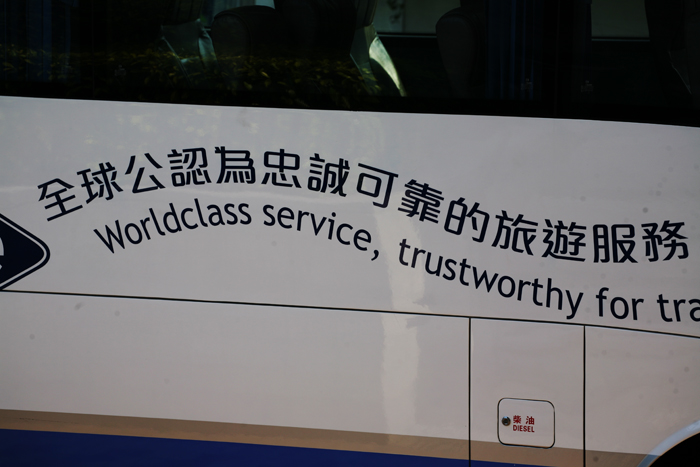 全球公認為忠誠可靠的旅遊服務
Worldclass service, trustworthy for tra
柴油
DIESEL